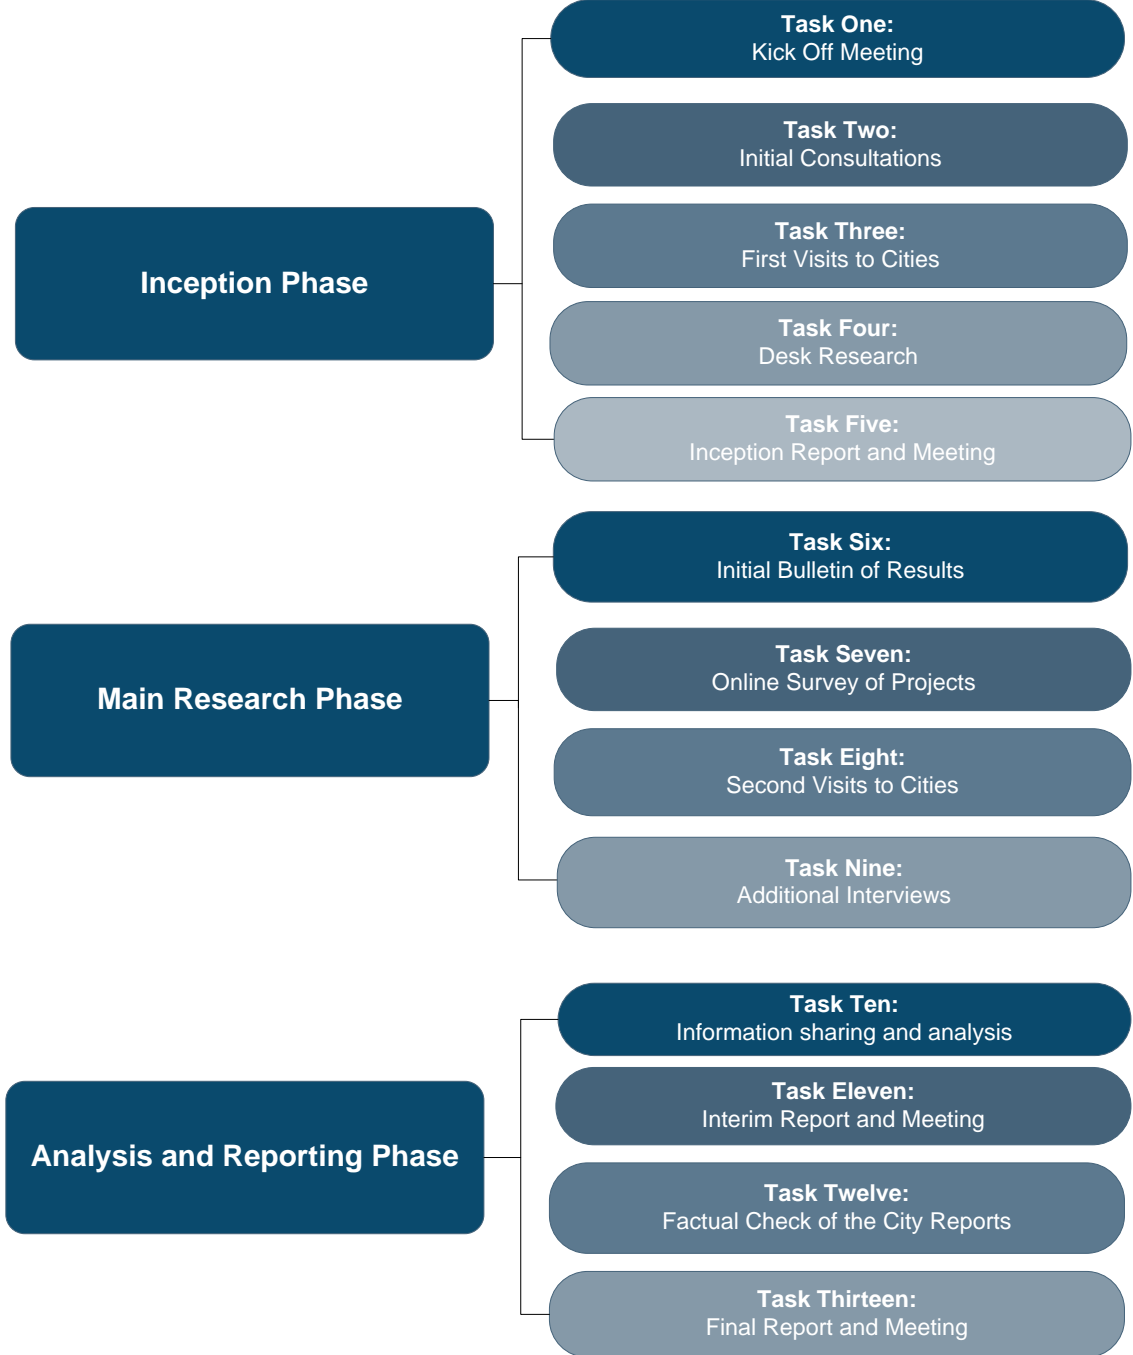 Task One:
Kick Off Meeting
Task Two:
Initial Consultations
Inception Phase
Task Three:
First Visits to Cities
Task Four:
Desk Research
Task Five:
Inception Report and Meeting
Task Six:
Initial Bulletin of Results
Main Research Phase
Task Seven:
Online Survey of Projects
Task Eight:
Second Visits to Cities
Task Nine:
Additional Interviews
Task Ten:
Information sharing and analysis
Analysis and Reporting Phase
Task Eleven:
Interim Report and Meeting
Task Twelve:
Factual Check of the City Reports
Task Thirteen:
Final Report and Meeting